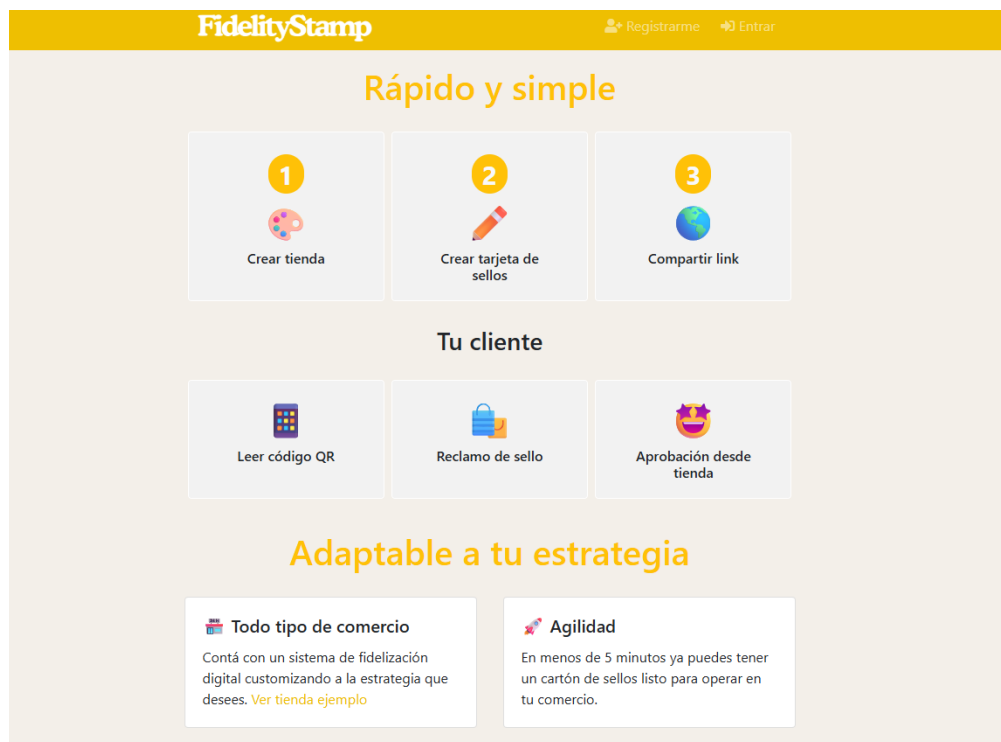 FidelityStamp
Registrarme
Entrar
Rápido y simple
1
2
3
Crear tienda
Crear tarjeta de
sellos
Compartir link
Tu cliente
Leer código QR
Reclamo de sello
Aprobación desde
tienda
Adaptable a tu estrategia
Todo tipo de comercio
Contá con un sistema de fidelización
digital customizando a la estrategia que
desees. Ver tienda ejemplo
Agilidad
En menos de 5 minutos ya puedes tener
un cartón de sellos listo para operar en
tu comercio.